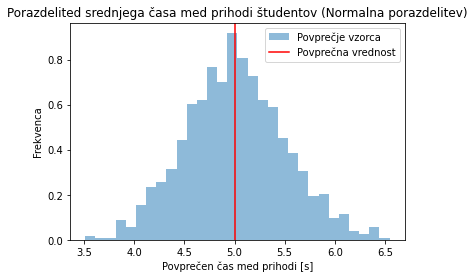 Porazdelited srednjega časa med prihodi študentov (Normalna porazdelitev)
Povprečje vzorca
Povprečna vrednost
Frekvenca
0.8
0.6
0.4
0.2
0.0
3.5 4.0 4.5 5.0 5.5 6.0 6.5
Povprečen čas med prihodi [s]